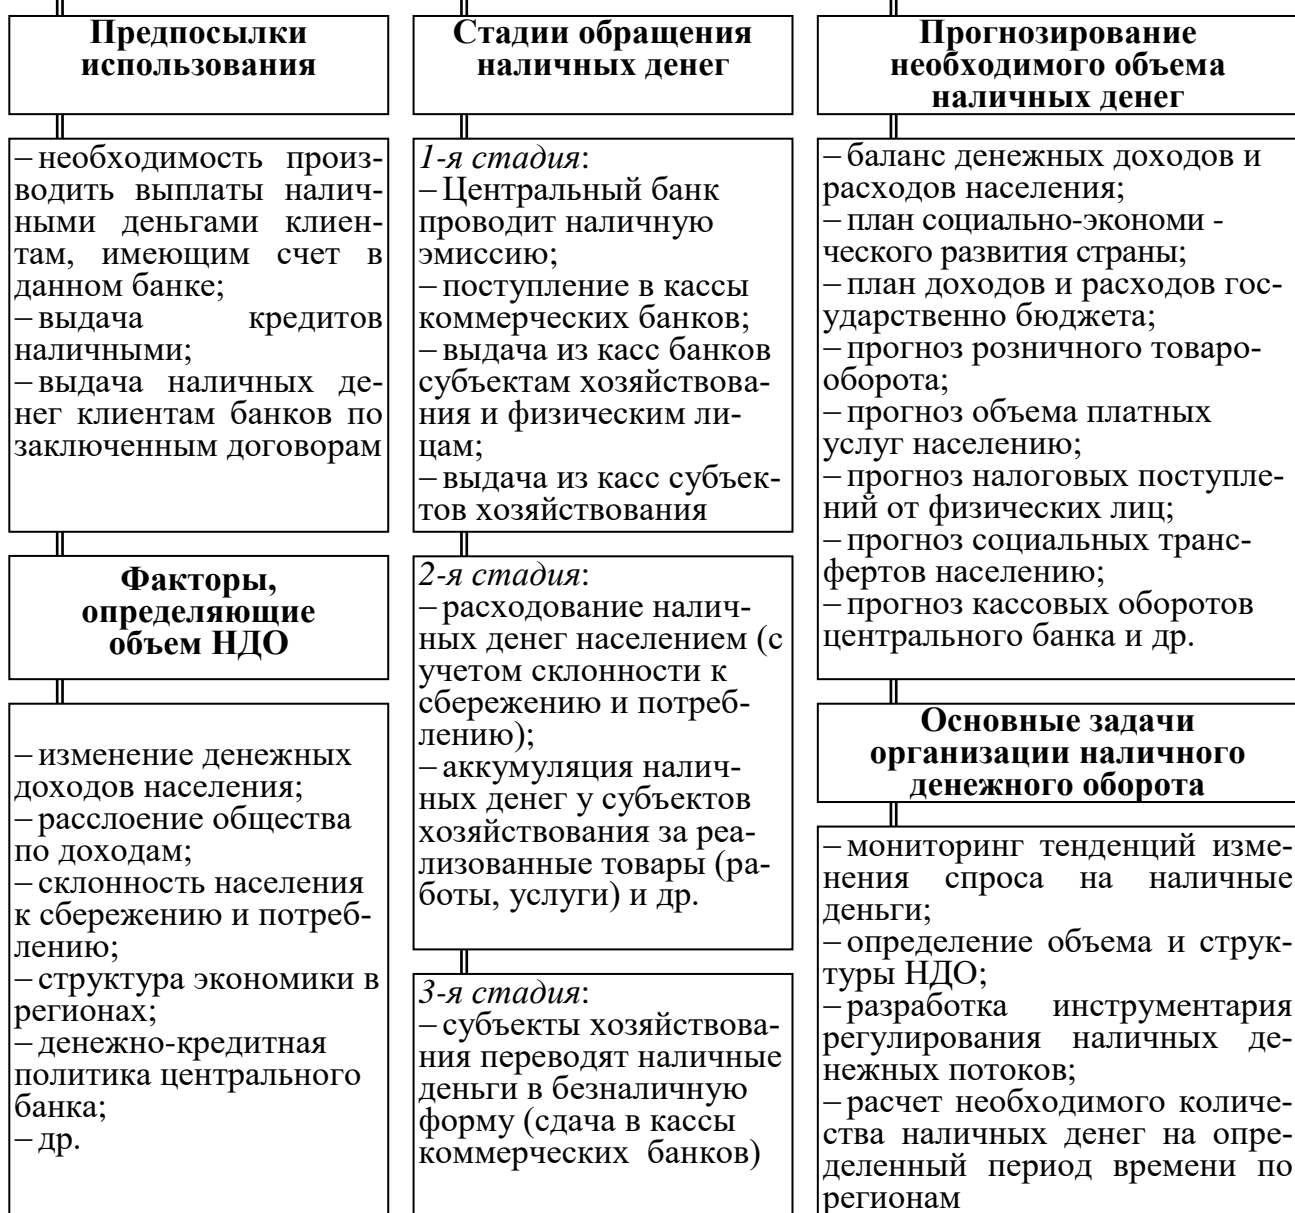 Предпосылки
использования
– необходимость произ-
водить выплаты налич-
ными деньгами клиен-
там, имеющим счет в
данном банке;
– выдача кредитов
наличными;
– выдача наличных де-
нег клиентам банков по
заключенным договорам
Факторы,
определяющие
объем НДО
– изменение денежных
доходов населения;
– расслоение общества
по доходам;
– склонность населения
к сбережению и потреб-
лению;
– структура экономики в
регионах;
– денежно-кредитная
политика центрального
банка;
– др.
Стадии обращения
наличных денег
1-я стадия:
– Центральный банк
проводит наличную
эмиссию;
– поступление в кассы
коммерческих банков;
– выдача из касс банков
субъектам хозяйствова-
ния и физическим ли-
цам;
– выдача из касс субъек-
тов хозяйствования
2-я стадия:
– расходование налич-
ных денег населением (с
учетом склонности к
сбережению и потреб-
лению);
– аккумуляция налич-
ных денег у субъектов
хозяйствования за реа-
лизованные товары (ра-
боты, услуги) и др.
3-я стадия:
– субъекты хозяйствова-
ния переводят наличные
деньги в безналичную
форму (сдача в кассы
коммерческих банков)
Прогнозирование
необходимого объема
наличных денег
– баланс денежных доходов и
расходов населения;
– план социально-экономи -
ческого развития страны;
– план доходов и расходов гос-
ударственно бюджета;
– прогноз розничного товаро-
оборота;
– прогноз объема платных
услуг населению;
– прогноз налоговых поступле-
ний от физических лиц;
– прогноз социальных транс-
фертов населению;
– прогноз кассовых оборотов
центрального банка и др.
Основные задачи
организации наличного
денежного оборота
– мониторинг тенденций изме-
нения спроса на наличные
деньги;
– определение объема и струк-
туры НДО;
– разработка инструментария
регулирования наличных де-
нежных потоков;
– расчет необходимого количе-
ства наличных денег на опре-
деленный период времени по
регионам